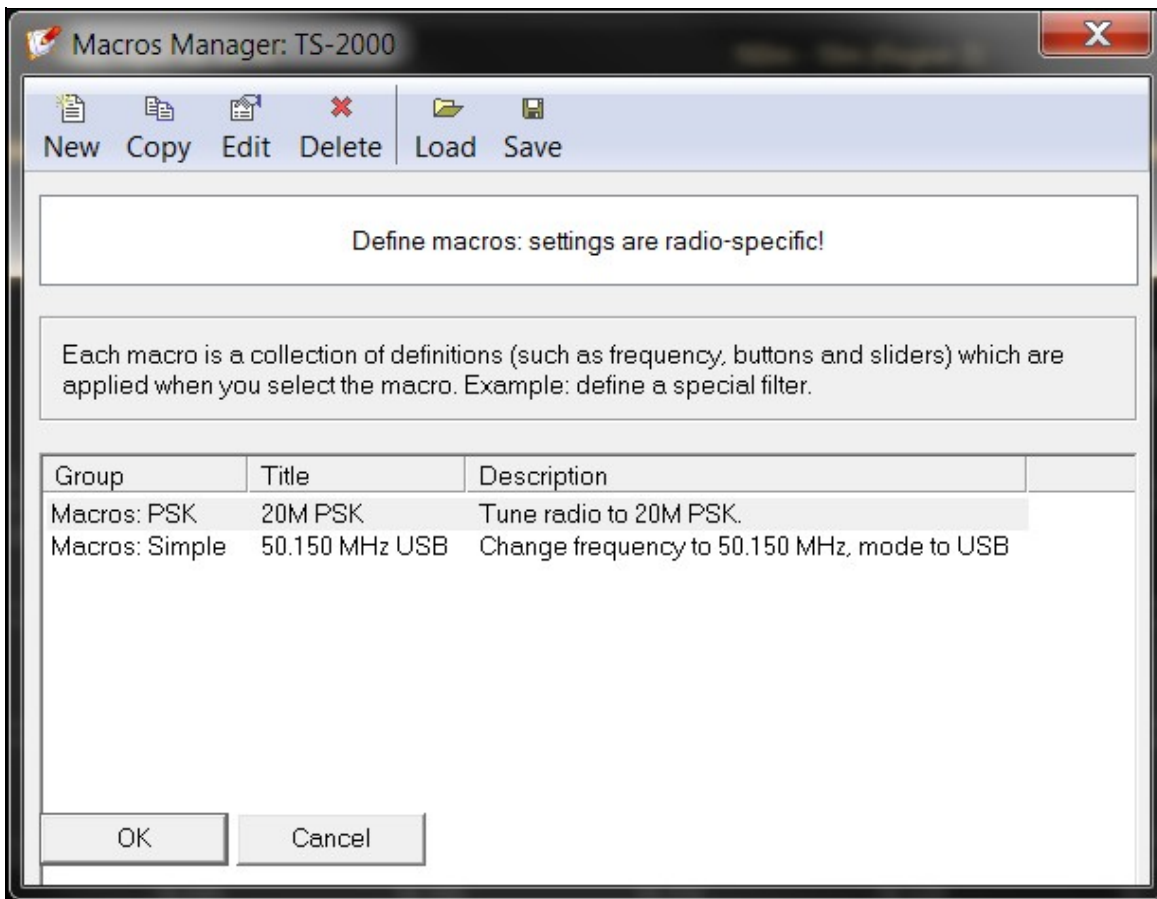 Macros Manager: TS-2000
New Copy Edit Delete Load Save
Define macros: settings are radio-specific!
Each macro is a collection of definitions (such as frequency, buttons and sliders) which are
applied when you select the macro. Example: define a special filter.
Group Title Description
Macros: PSK 20M PSK Tune radio to 20M PSK.
Macros: Simple 50.150 MHz USB Change frequency to 50.150 MHz, mode to USB
OK Cancel